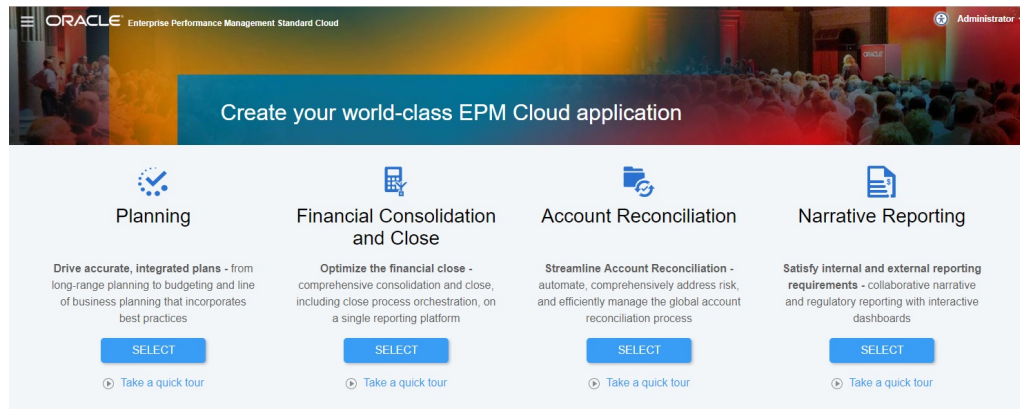 ORACLE Enterprise Performance Management Standard Cloud
Administrator
ORACLE
Create your world-class EPM Cloud application
Planning
Drive accurate, integrated plans - from
long-range planning to budgeting and line
of business planning that incorporates
best practices
SELECT
Take a quick tour
Financial Consolidation
and Close
Optimize the financial close -
comprehensive consolidation and close,
including close process orchestration, on
a single reporting platform
SELECT
Take a quick tour
Account Reconciliation
Streamline Account Reconciliation -
automate, comprehensively address risk,
and efficiently manage the global account
reconciliation process
SELECT
Take a quick tour
Narrative Reporting
Satisfy internal and external reporting
requirements - collaborative narrative
and regulatory reporting with interactive
dashboards
SELECT
Take a quick tour